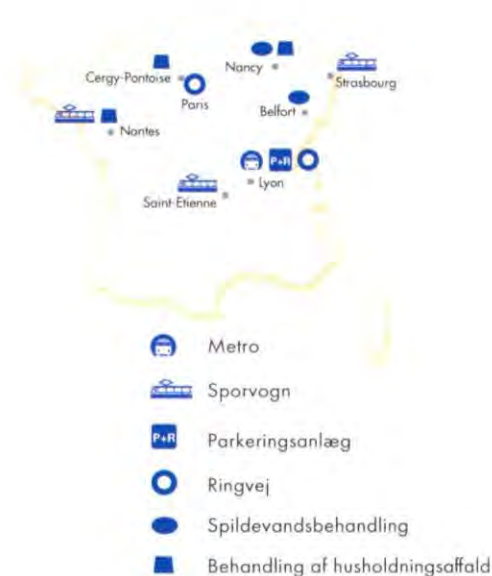 Nancy
Strasbourg
Cergy-Pontoise
Paris
Belfort
Nantes
P+R
Lyon
Saint-Etienne
Metro
Sporvogn
P+R
Parkeringsanlæg
Ringvej
Spildevandsbehandling
Behandling af husholdningsaffald